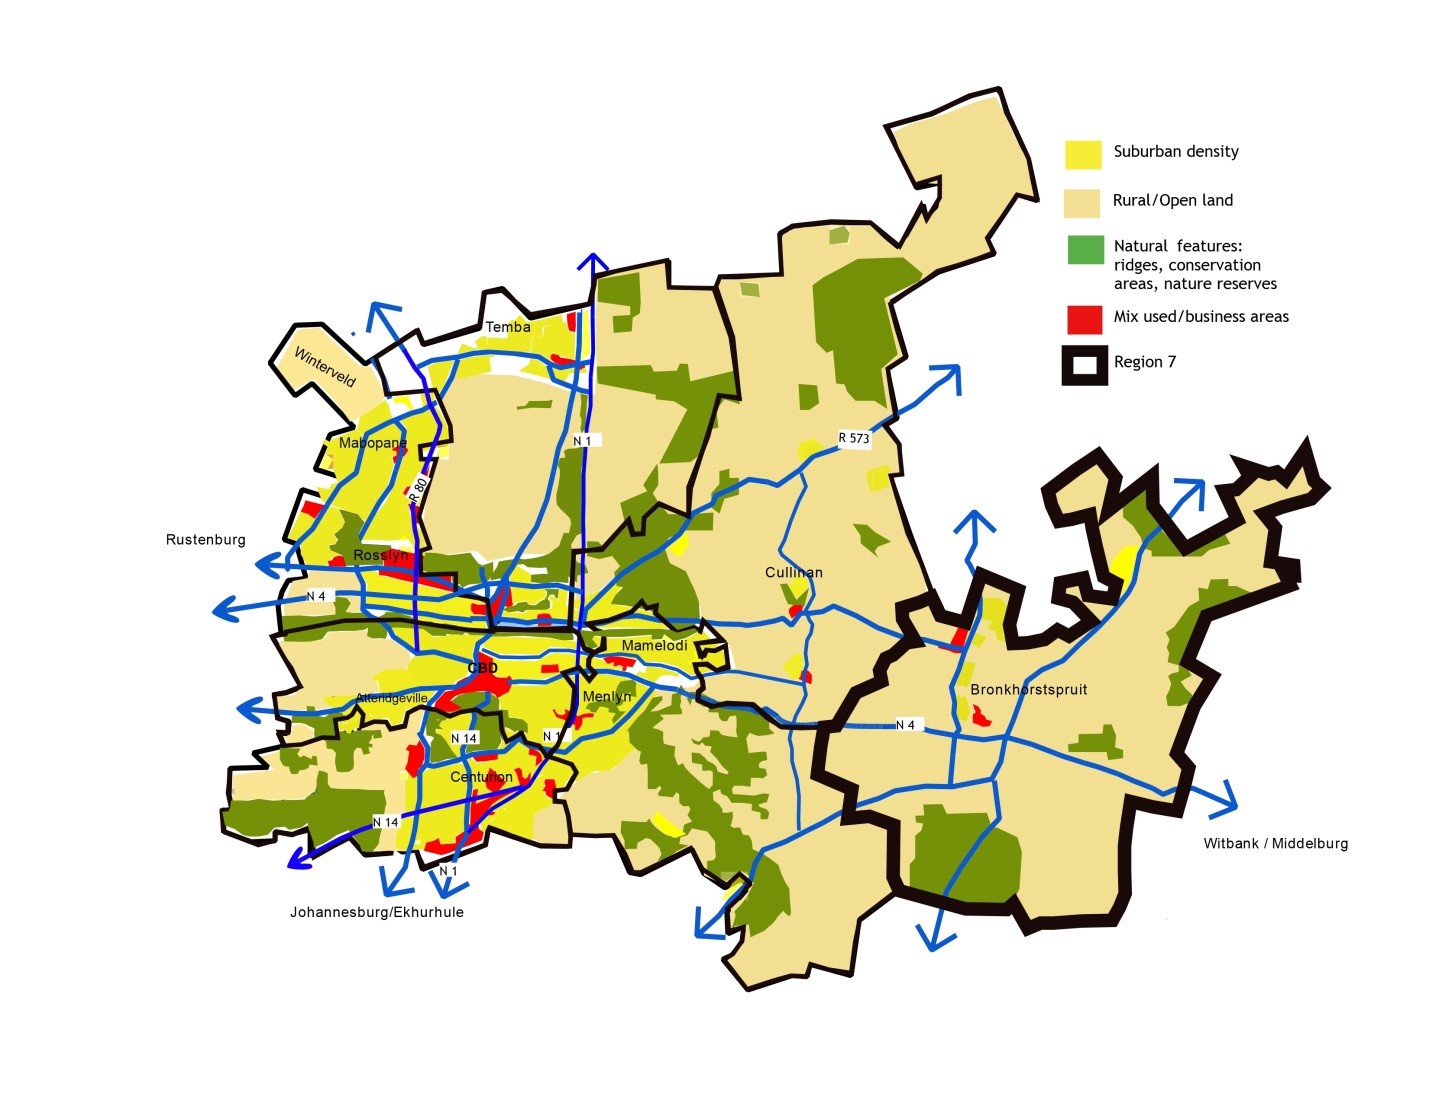 Suburban density
Rural/Open land
Natural features:
ridges, conservation
areas, nature reserves
Mix used/business areas
Region 7
Temba
Winterveld
Mabopane
N 1
R 573
R 80
Rustenburg
Rosslyn
Cullinan
N 4
Mamelodi
CBD
Atteridgeville
Menlyn
Bronkhorstspruit
N 4
N 14
N 1
Centurion
N 14
Witbank / Middelburg
N 1
Johannesburg/Ekhurhule